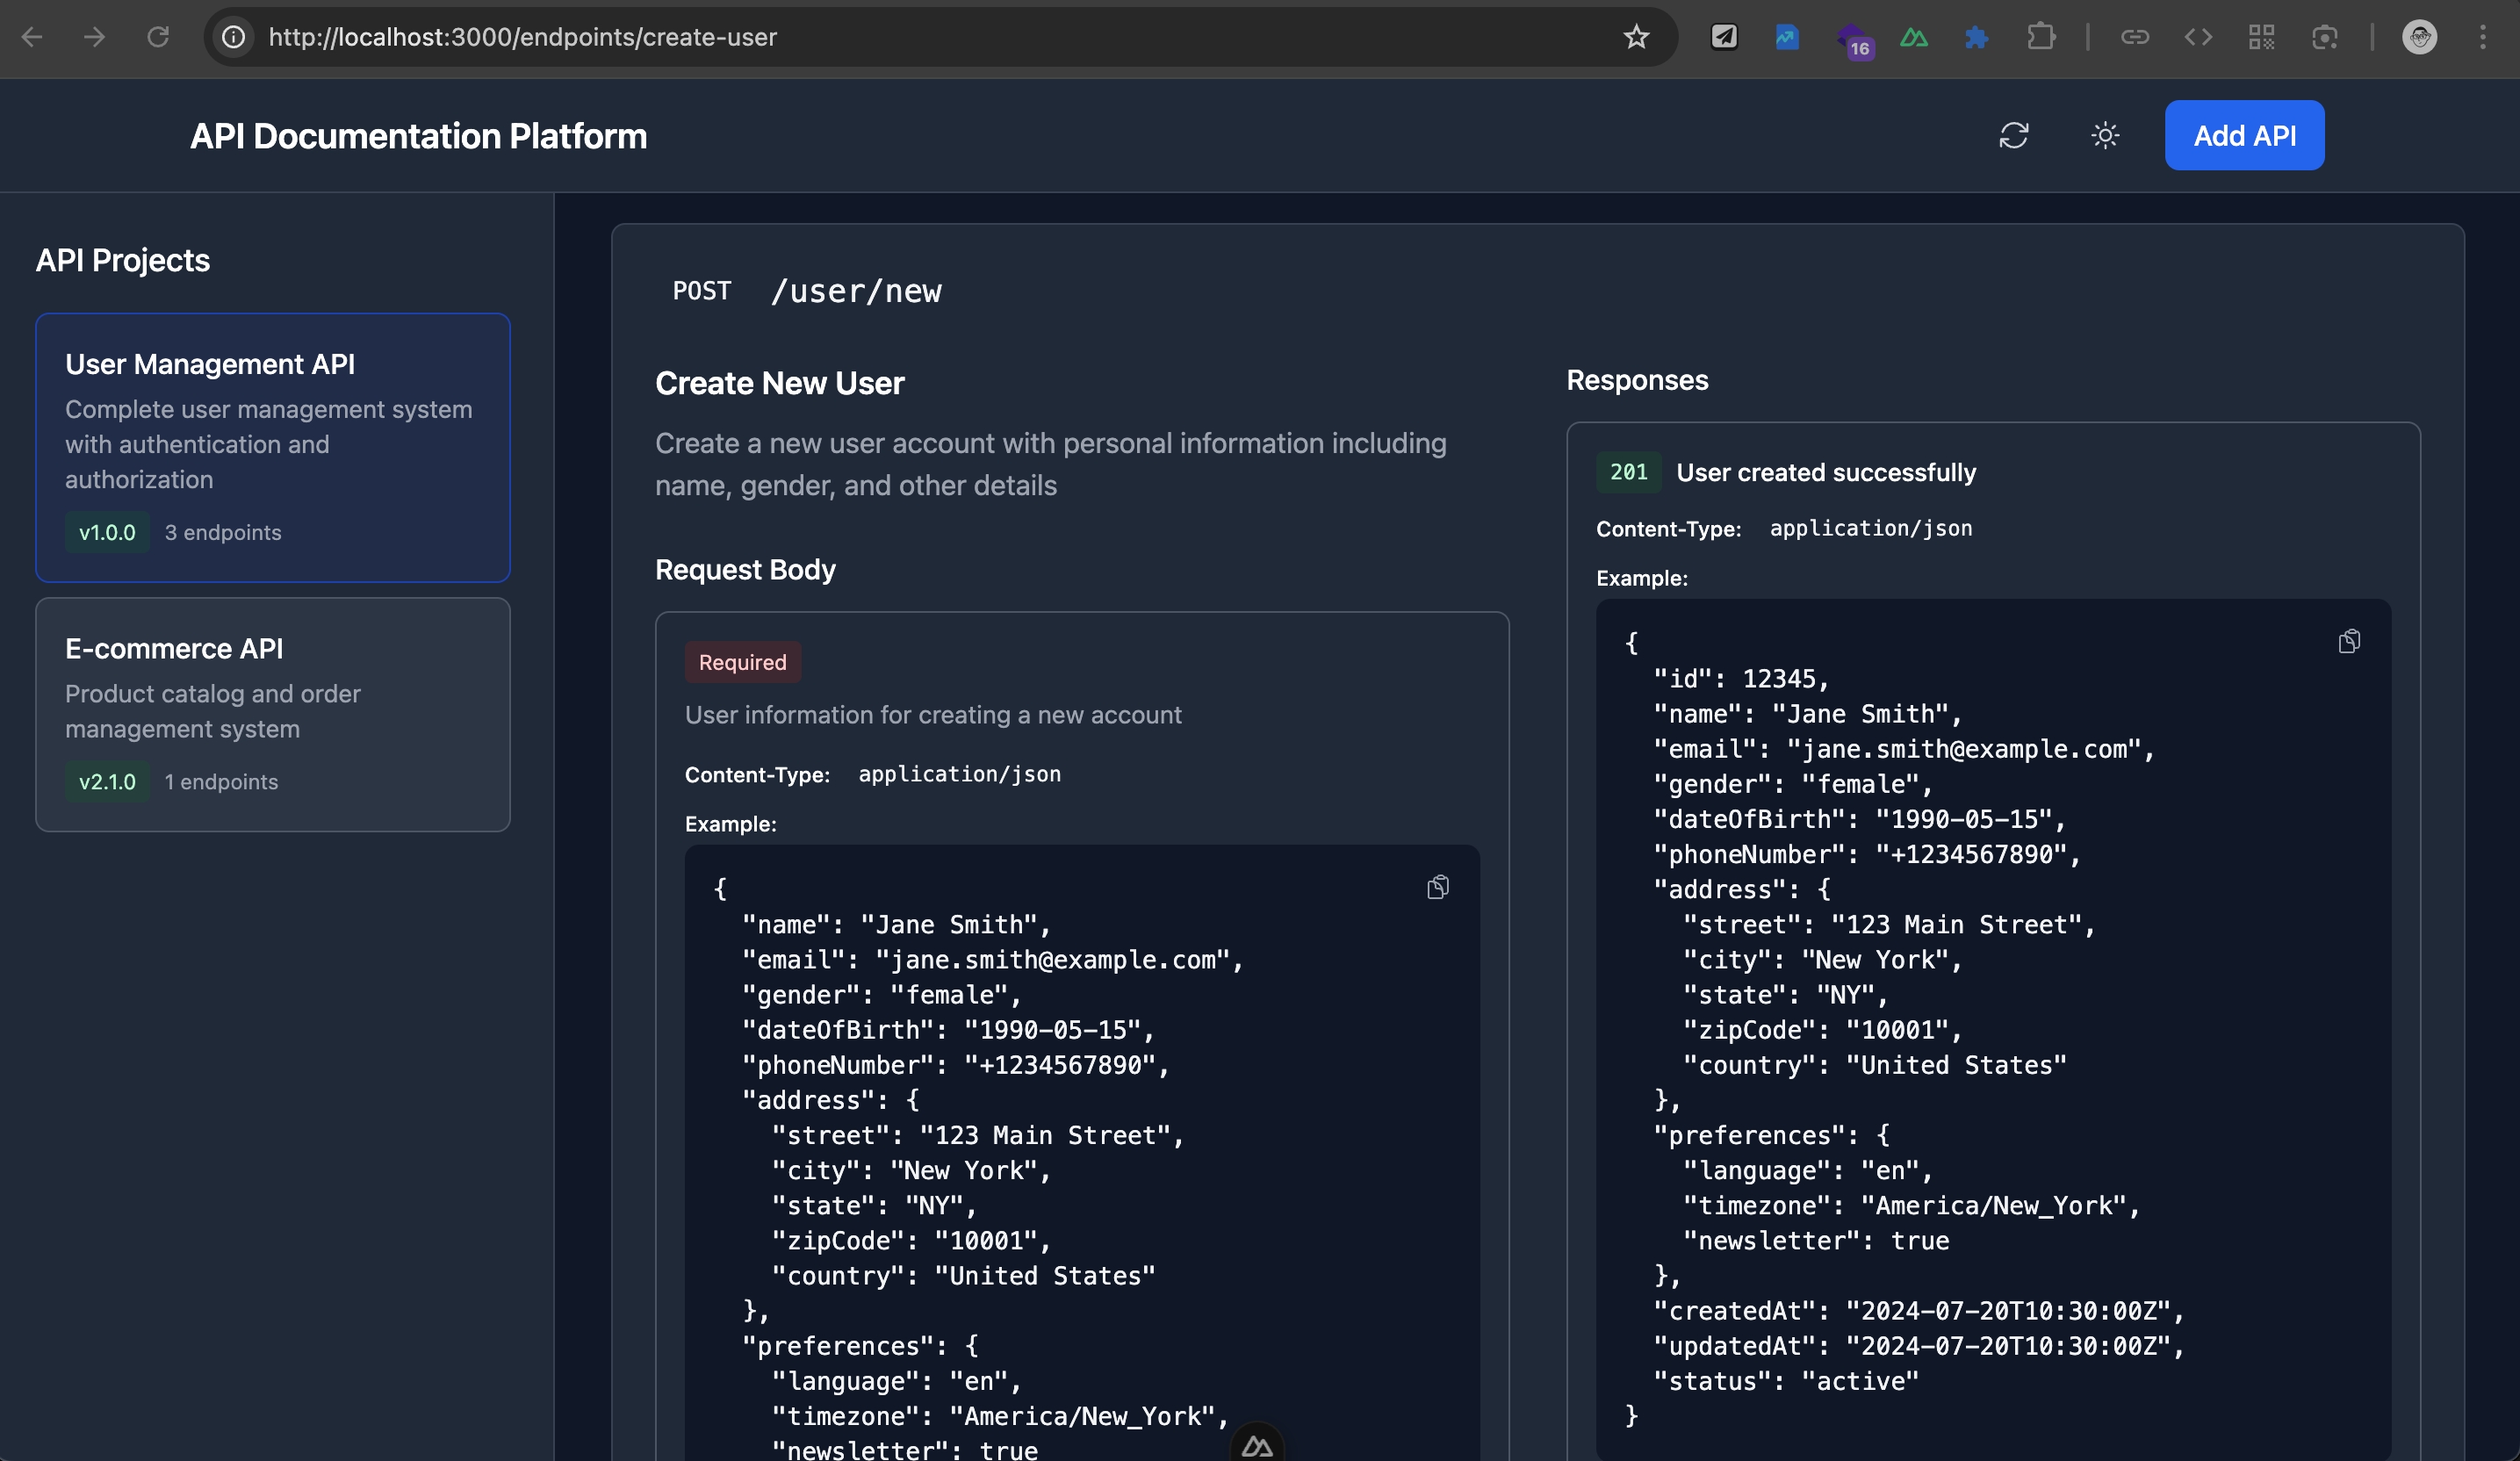 http://localhost:3000/endpoints/create-user
16
API Documentation Platform
Add API
API Projects
User Management API
Complete user management system
with authentication and
authorization
v1.0.0 3 endpoints
E-commerce API
Product catalog and order
management system
v2.1.0 1 endpoints
POST /user/new
Create New User
Create a new user account with personal information including
name, gender, and other details
Request Body
Required
User information for creating a new account
Content-Type: application/json
Example:
{
  "name": "Jane Smith",
  "email": "jane.smith@example.com",
  "gender": "female",
  "dateOfBirth": "1990-05-15",
  "phoneNumber": "+1234567890",
  "address": {
    "street": "123 Main Street",
    "city": "New York",
    "state": "NY",
    "zipCode": "10001",
    "country": "United States"
  },
  "preferences": {
    "language": "en",
    "timezone": "America/New_York",
    "newsletter": true
Responses
201 User created successfully
Content-Type: application/json
Example:
{
  "id": 12345,
  "name": "Jane Smith",
  "email": "jane.smith@example.com",
  "gender": "female",
  "dateOfBirth": "1990-05-15",
  "phoneNumber": "+1234567890",
  "address": {
    "street": "123 Main Street",
    "city": "New York",
    "state": "NY",
    "zipCode": "10001",
    "country": "United States"
  },
  "preferences": {
    "language": "en",
    "timezone": "America/New_York",
    "newsletter": true
  },
  "createdAt": "2024-07-20T10:30:00Z",
  "updatedAt": "2024-07-20T10:30:00Z",
  "status": "active"
}